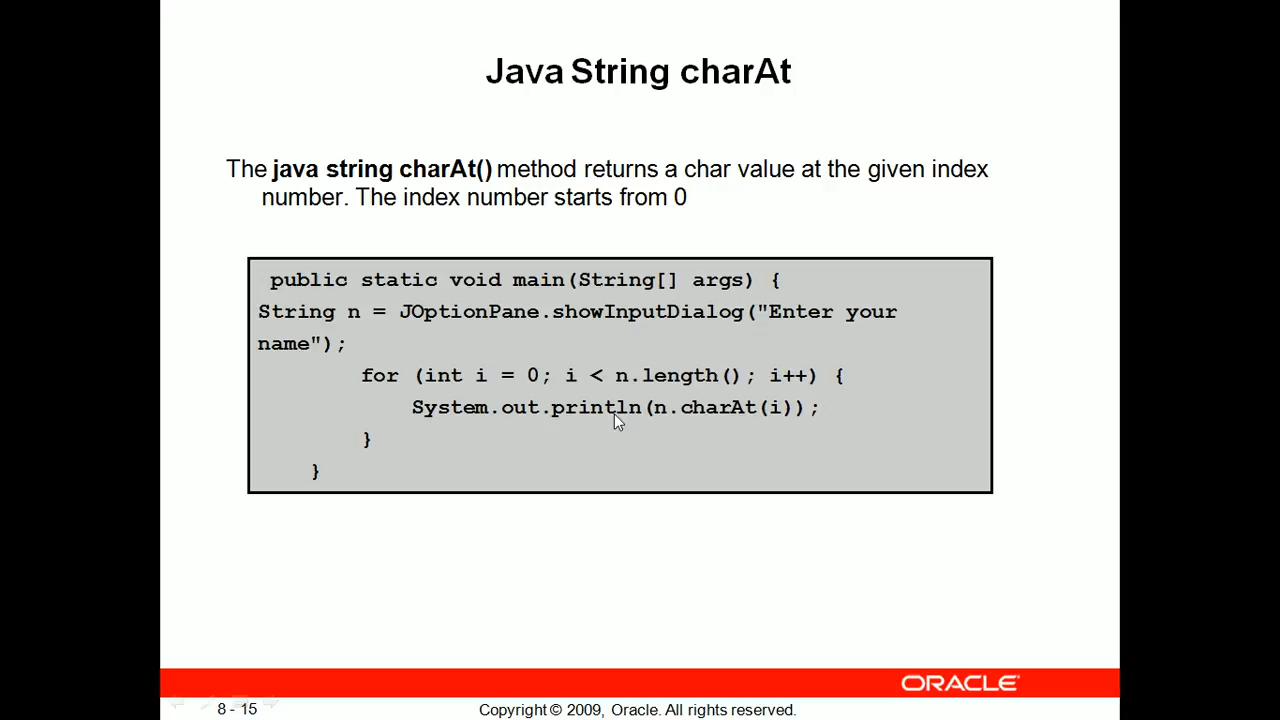 Java String charAt
The java string charAt() method returns a char value at the given index
number. The index number starts from 0
public static void main(String[] args) {
String n = JOptionPane.showInputDialog("Enter your
name");
for (int i = 0; i < n.length(); i++) {
System.out.println(n.charAt(i));
}
}
ORACLE
8 - 15
Copyright © 2009, Oracle. All rights reserved.